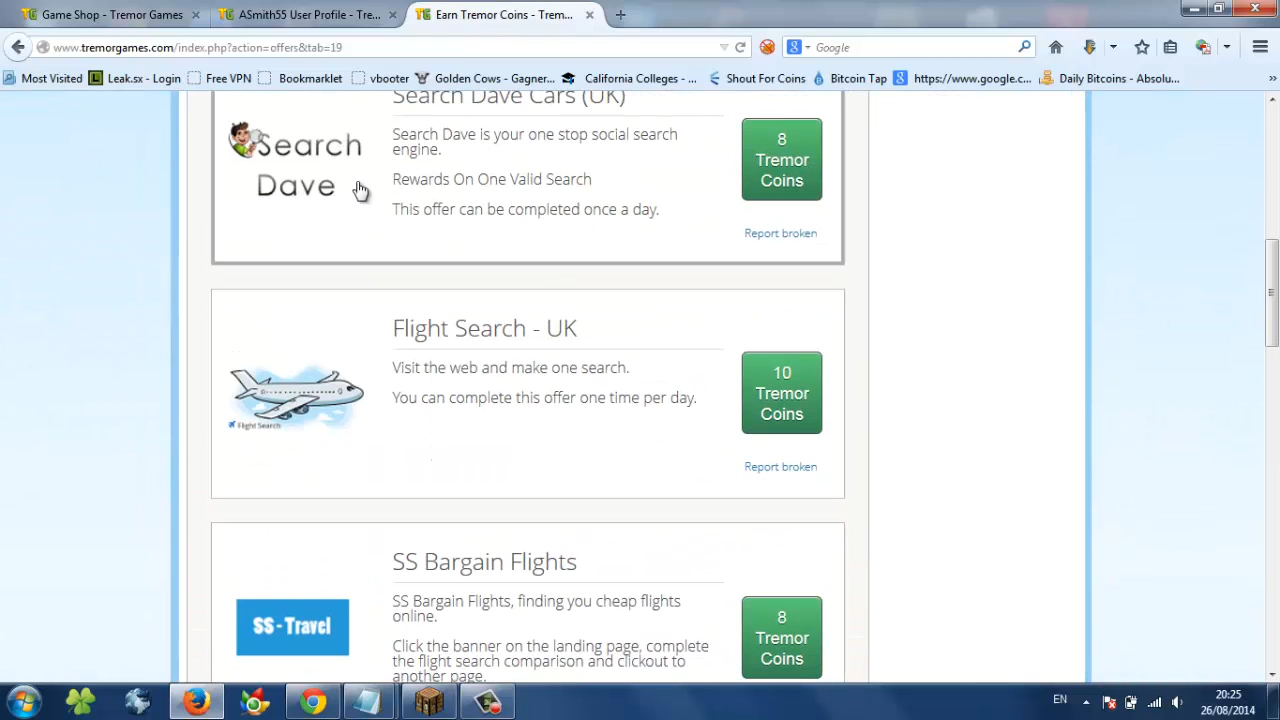 Game Shop - Tremor Games
ASmith55 User Profile - Tre...
Earn Tremor Coins - Trem...
www.tremorgames.com/index.php?action=offers&tab=19
Google
Most Visited
Leak.sx - Login
Free VPN
Bookmarklet
vbooter
Golden Cows - Gagner...
California Colleges - ...
Shout For Coins
Bitcoin Tap
https://www.google.c...
Daily Bitcoins - Absolu...
Search Dave Cars (UK)
Search
Dave
Search Dave is your one stop social search
engine.
Rewards On One Valid Search
This offer can be completed once a day.
8
Tremor
Coins
Report broken
Flight Search - UK
Flight Search
Visit the web and make one search.
You can complete this offer one time per day.
10
Tremor
Coins
Report broken
SS Bargain Flights
SS - Travel
SS Bargain Flights, finding you cheap flights
online.
Click the banner on the landing page, complete
the flight search comparison and clickout to
another page.
8
Tremor
Coins
EN
20:25
26/08/2014